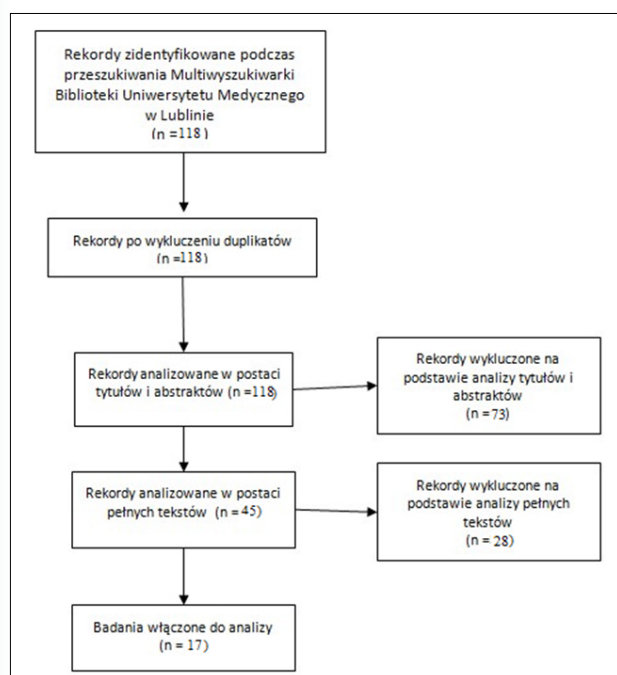 Rekordy zidentyfikowane podczas
przeszukiwania Multiwyszukiwarki
Biblioteki Uniwersytetu Medycznego
w Lublinie
(n =118)
Rekordy po wykluczeniu duplikatów
(n =118)
Rekordy analizowane w postaci
tytułów i abstraktów (n =118)
Rekordy wykluczone na
podstawie analizy tytułów i
abstraktów
(n = 73)
Rekordy analizowane w postaci
pełnych tekstów (n = 45)
Rekordy wykluczone na
podstawie analizy pełnych
tekstów
(n = 28)
Badania włączone do analizy
(n = 17)